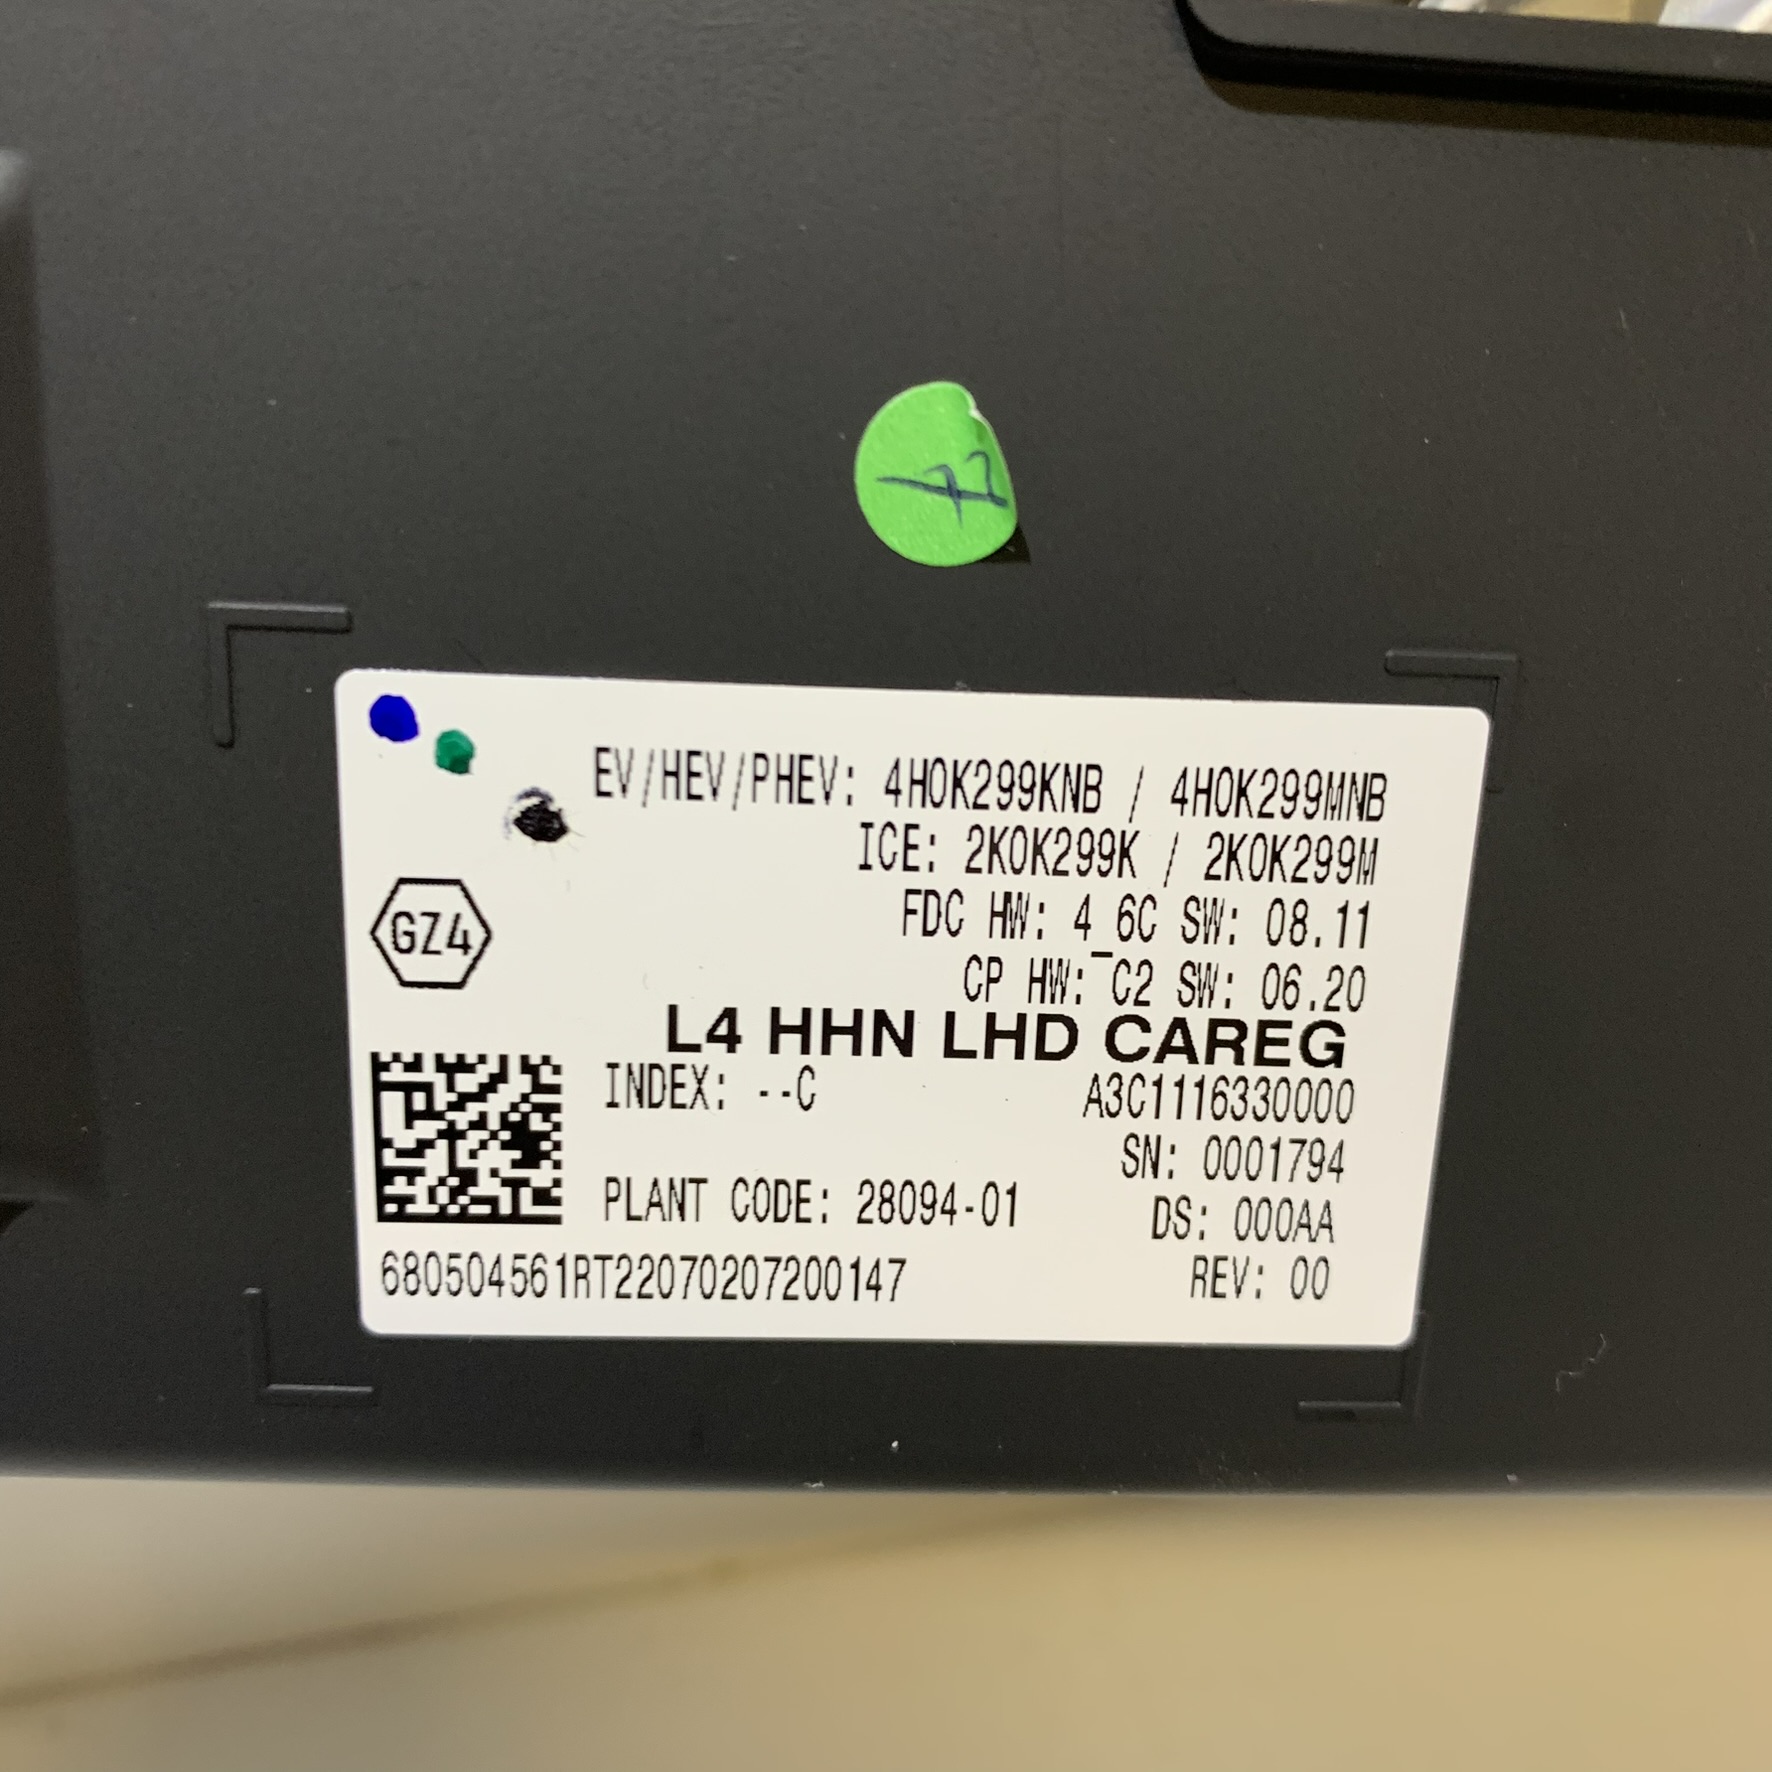 42
EV/HEV/PHEV: 4H0K299KNB / 4H0K299MNB
ICE: 2K0K299K / 2K0K299M
FDC HW: 4_6C SW: 08.11
CP HW: C2 SW: 06.20
GZ4
L4 HHN LHD CAREG
INDEX: --C A3C1116330000
SN: 0001794
PLANT CODE: 28094-01 DS: 000AA
680504561RT22070207200147 REV: 00